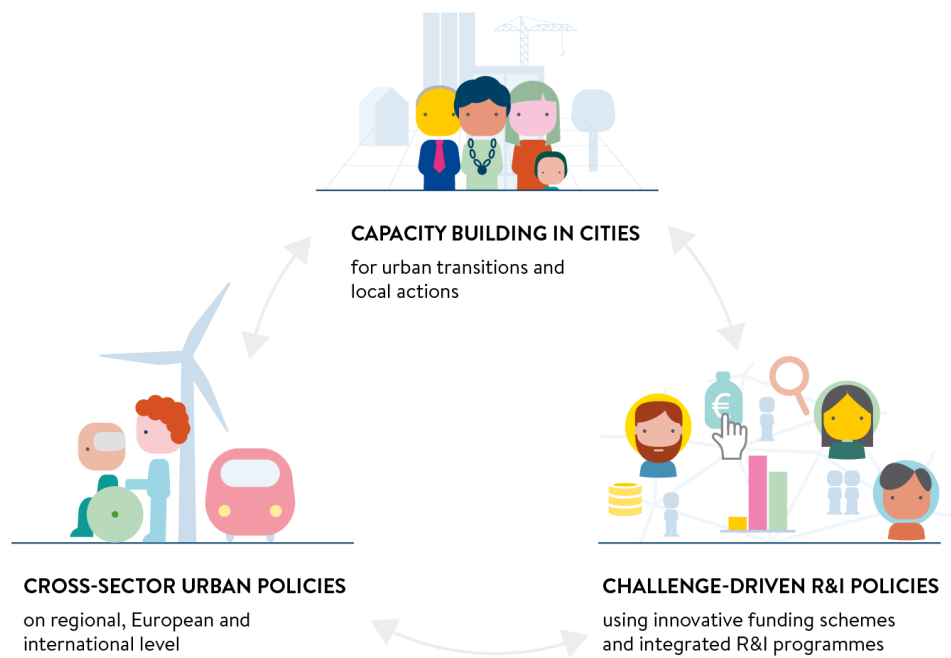 CAPACITY BUILDING IN CITIES
for urban transitions and
local actions
€
CROSS-SECTOR URBAN POLICIES
on regional, European and
international level
CHALLENGE-DRIVEN R&I POLICIES
using innovative funding schemes
and integrated R&I programmes